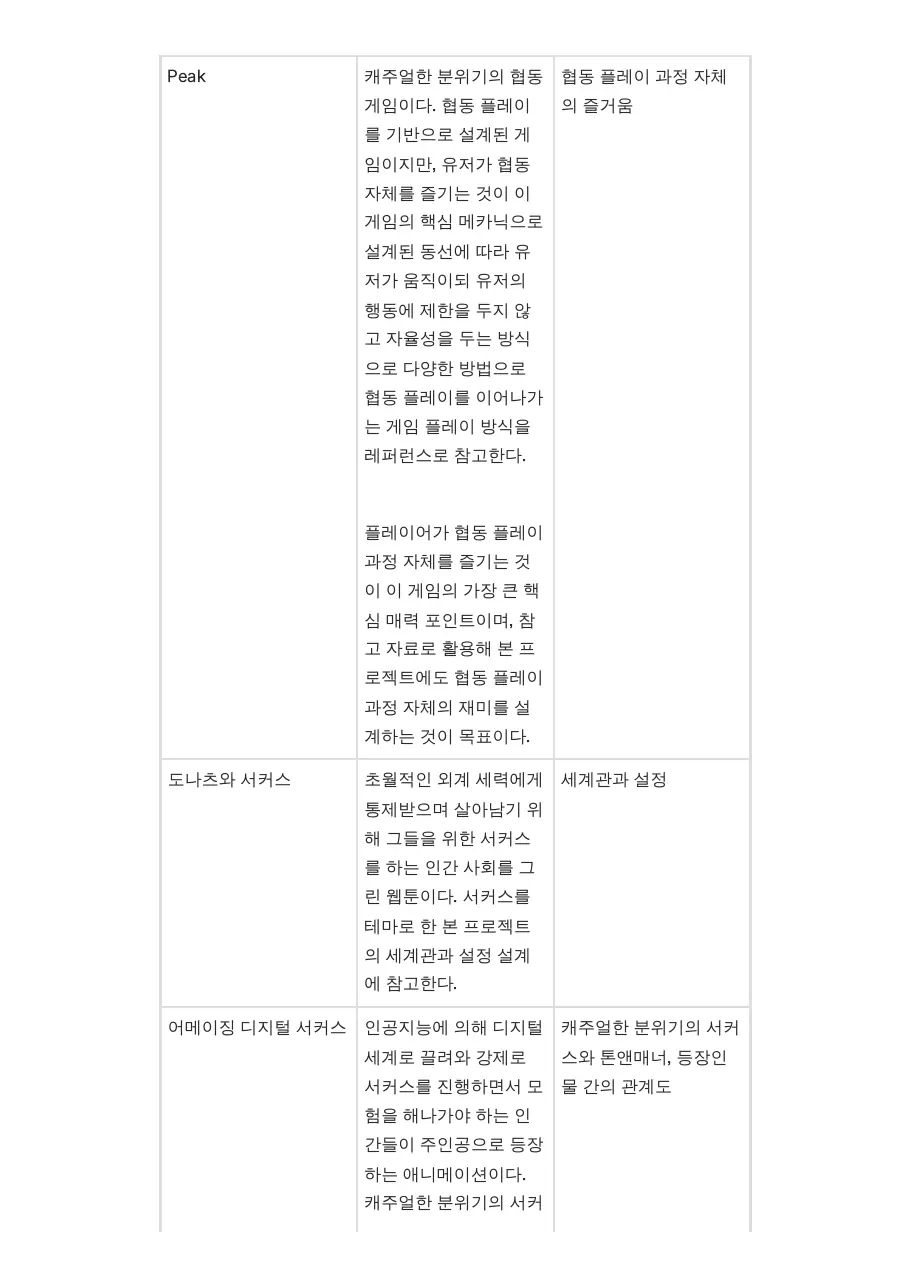 Peak
캐주얼한 분위기의 협동
게임이다. 협동 플레이
를 기반으로 설계된 게
임이지만, 유저가 협동
자체를 즐기는 것이 이
게임의 핵심 메카닉으로
설계된 동선에 따라 유
저가 움직이되 유저의
행동에 제한을 두지 않
고 자율성을 두는 방식
으로 다양한 방법으로
협동 플레이를 이어나가
는 게임 플레이 방식을
레퍼런스로 참고한다.
플레이어가 협동 플레이
과정 자체를 즐기는 것
이 이 게임의 가장 큰 핵
심 매력 포인트이며, 참
고 자료로 활용해 본 프
로젝트에도 협동 플레이
과정 자체의 재미를 설
계하는 것이 목표이다.
협동 플레이 과정 자체
의 즐거움
도나츠와 서커스
초월적인 외계 세력에게
통제받으며 살아남기 위
해 그들을 위한 서커스
를 하는 인간 사회를 그
린 웹툰이다. 서커스를
테마로 한 본 프로젝트
의 세계관과 설정 설계
에 참고한다.
세계관과 설정
어메이징 디지털 서커스
인공지능에 의해 디지털
세계로 끌려와 강제로
서커스를 진행하면서 모
험을 해나가야 하는 인
간들이 주인공으로 등장
하는 애니메이션이다.
캐주얼한 분위기의 서커
캐주얼한 분위기의 서커
스와 톤앤매너, 등장인
물 간의 관계도